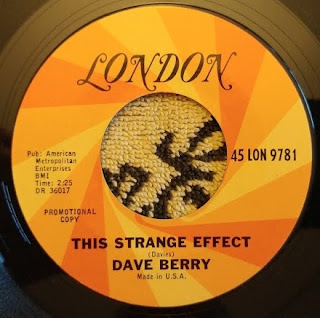 LONDON
Pub: American
Metropolitan
Enterprises
BMI
Time: 2:25
DR 36017
45 LON 9781
PROMOTIONAL
COPY
THIS STRANGE EFFECT
(Davies)
DAVE BERRY
Made in U.S.A.